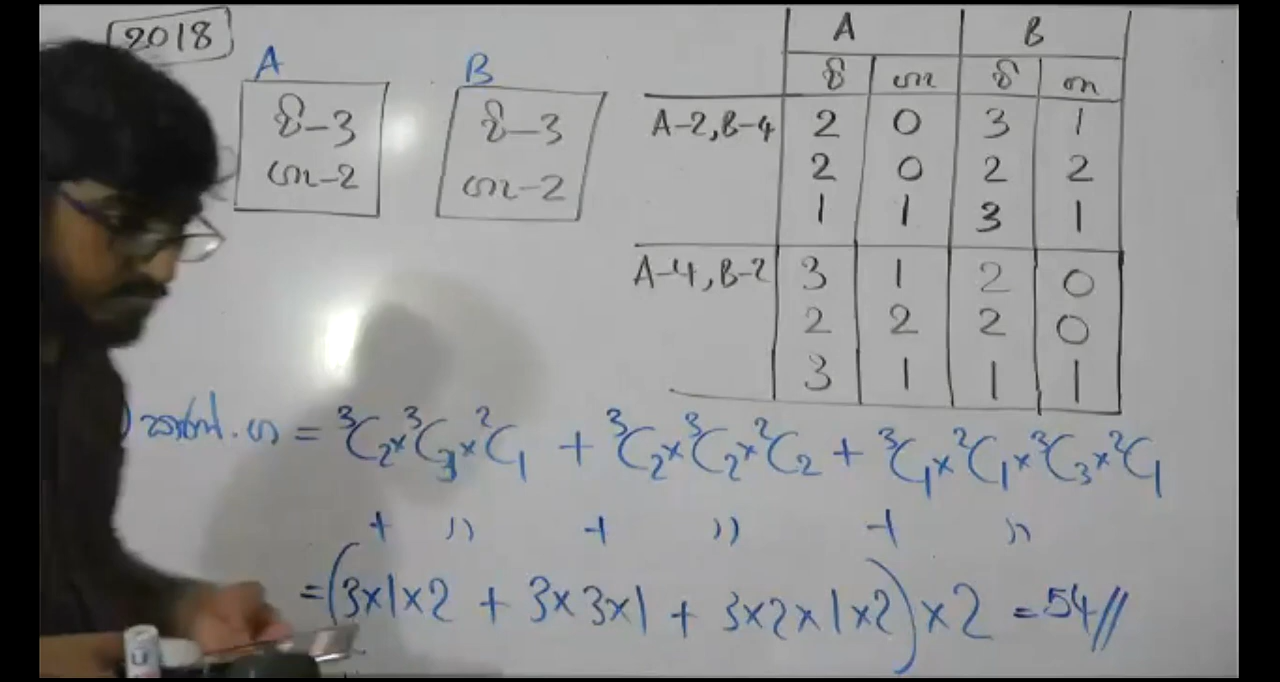 2018
A B
පි-3 පි-3
ගැ-2 ගැ-2
A B
පි ගැ පි ගැ
A-2, B-4 2 0 3 1
2 0 2 2
1 1 3 1
A-4, B-2 3 1 2 0
2 2 2 0
3 1 1 1
= ³C₂ × ³C₃ × ²C₁ + ³C₂ × ³C₂ × ²C₂ + ³C₁ × ²C₁ × ³C₃ × ²C₁
+ ,, + ,, + ,,
= (3×1×2 + 3×3×1 + 3×2×1×2) × 2 = 54//